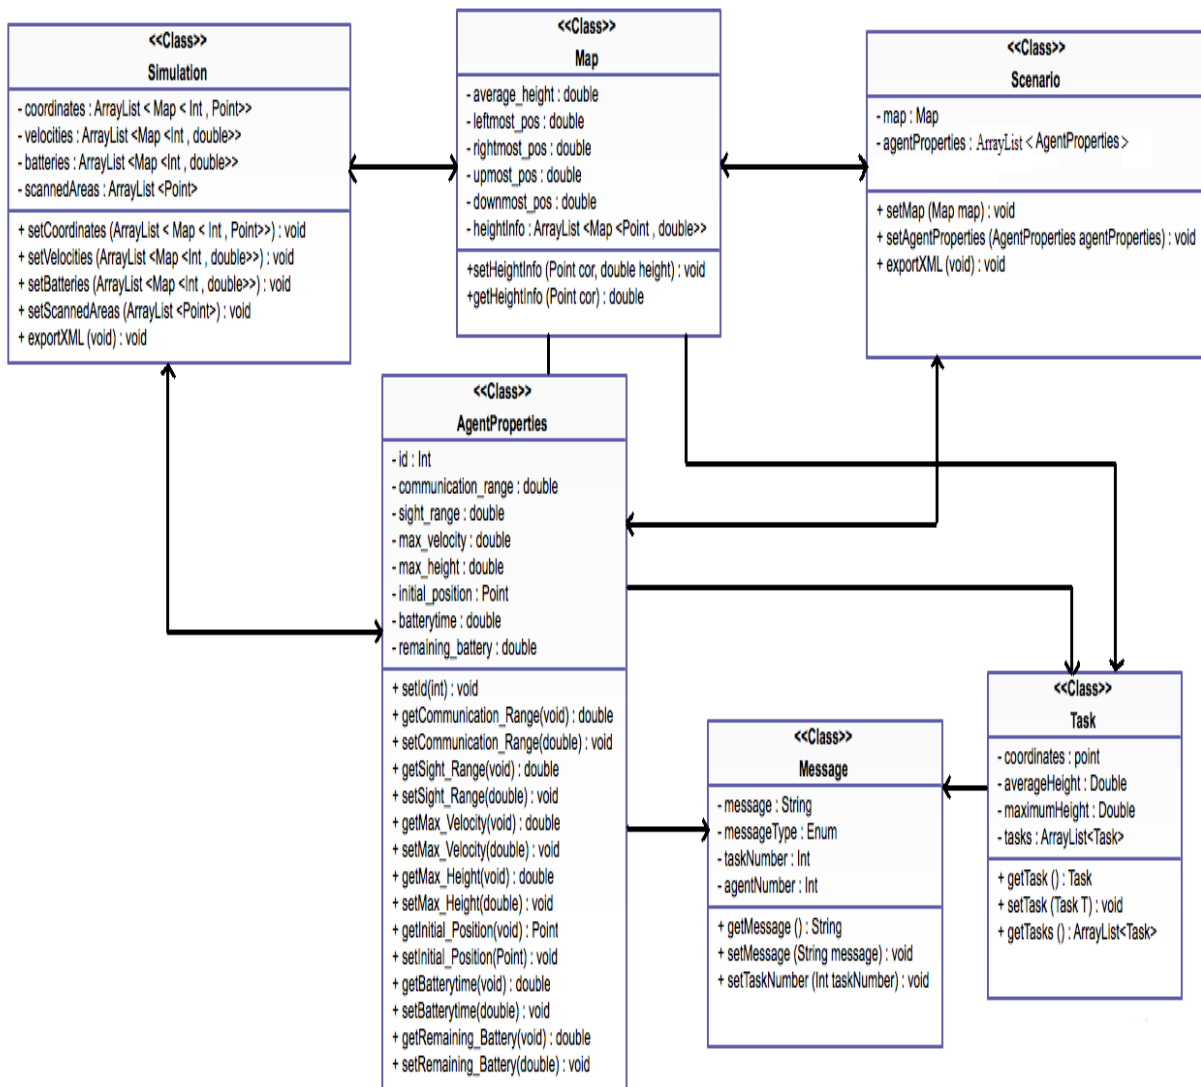 <<Class>>
Simulation
- coordinates : ArrayList < Map < Int , Point>>
- velocities : ArrayList <Map <Int , double>>
- batteries : ArrayList <Map <Int , double>>
- scannedAreas : ArrayList <Point>
+ setCoordinates (ArrayList < Map < Int , Point>>) : void
+ setVelocities (ArrayList <Map <Int , double>>) : void
+ setBatteries (ArrayList <Map <Int , double>>) : void
+ setScannedAreas (ArrayList <Point>) : void
+ exportXML (void) : void
<<Class>>
Map
- average_height : double
- leftmost_pos : double
- rightmost_pos : double
- upmost_pos : double
- downmost_pos : double
- heightInfo : ArrayList <Map <Point , double>>
+setHeightInfo (Point cor, double height) : void
+getHeightInfo (Point cor) : double
<<Class>>
Scenario
- map : Map
- agentProperties : ArrayList < AgentProperties >
+ setMap (Map map) : void
+ setAgentProperties (AgentProperties agentProperties) : void
+ exportXML (void) : void
<<Class>>
AgentProperties
- id : Int
- communication_range : double
- sight_range : double
- max_velocity : double
- max_height : double
- initial_position : Point
- batterytime : double
- remaining_battery : double
+ setId(int) : void
+ getCommunication_Range(void) : double
+ setCommunication_Range(double) : void
+ getSight_Range(void) : double
+ setSight_Range(double) : void
+ getMax_Velocity(void) : double
+ setMax_Velocity(double) : void
+ getMax_Height(void) : double
+ setMax_Height(double) : void
+ getInitial_Position(void) : Point
+ setInitial_Position(Point) : void
+ getBatterytime(void) : double
+ setBatterytime(double) : void
+ getRemaining_Battery(void) : double
+ setRemaining_Battery(double) : void
<<Class>>
Message
- message : String
- messageType : Enum
- taskNumber : Int
- agentNumber : Int
+ getMessage () : String
+ setMessage (String message) : void
+ setTaskNumber (Int taskNumber) : void
<<Class>>
Task
- coordinates : point
- averageHeight : Double
- maximumHeight : Double
- tasks : ArrayList<Task>
+ getTask () : Task
+ setTask (Task T) : void
+ getTasks () : ArrayList<Task>